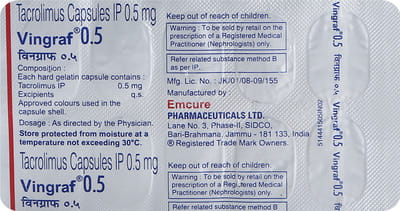 Tacrolimus Capsules IP 0.5 mg
Vingraf® 0.5
विनग्राफ ०.५
Composition :
Each hard gelatin capsule contains :
Tacrolimus IP 0.5 mg
Excipients q.s.
Approved colours used in the
capsule shell.
Dosage : As directed by the Physician.
Store protected from moisture at a
temperature not exceeding 30°C.
Tacrolimus Capsules IP 0.5 mg
Vingraf® 0.5
विनग्राफ ०.५
Keep out of reach of children.
Warning : To be sold by retail on the
prescription of a Registered Medical
Practitioner (Nephrologists) only.
Refer related substance method B
as per IP.
Mfg. Lic. No. : JK/01/08-09/155
Manufactured by :
Emcure
PHARMACEUTICALS LTD.
Lane No. 3, Phase-II, SIDCO,
Bari-Brahmana, Jammu - 181 133, India
® Registered Trade Mark Owners.
Keep out of reach of children.
Warning : To be sold by retail on the
prescription of a Registered Medical
Practitioner (Nephrologists) only.
Refer related substance method B
Vingraf® 0.5
विनग्राफ ०.५